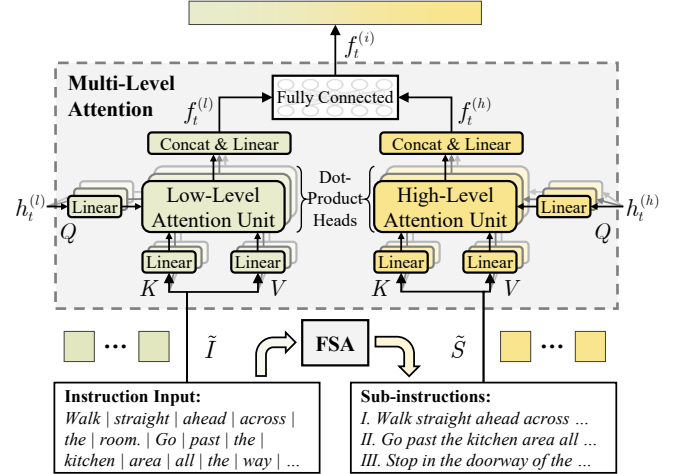 f_t^{(i)}
Multi-Level
Attention
Fully Connected
f_t^{(l)}
f_t^{(h)}
Concat & Linear
Concat & Linear
Dot-
Product
Heads
Low-Level
Attention Unit
High-Level
Attention Unit
h_t^{(l)}
Linear
Linear
h_t^{(h)}
Q
Q
Linear
Linear
Linear
Linear
K
V
K
V
...
Ĩ
FSA
S̃
...
Instruction Input:
Walk | straight | ahead | across |
the | room. | Go | past | the |
kitchen | area | all | the | way | ...
Sub-instructions:
I. Walk straight ahead across ...
II. Go past the kitchen area all ...
III. Stop in the doorway of the ...